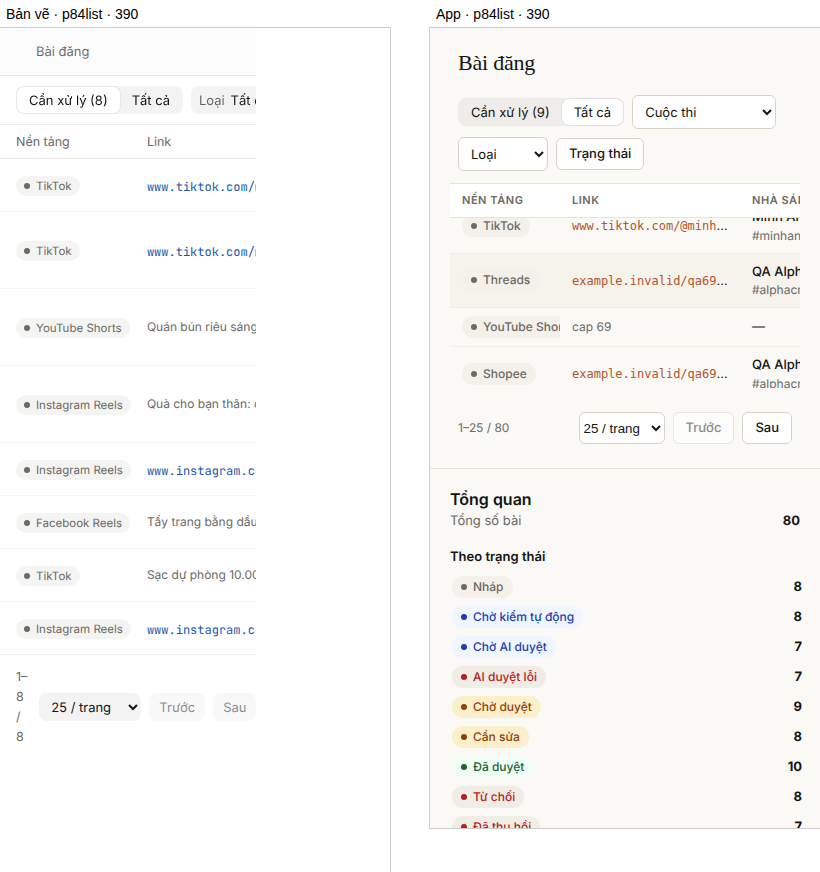 Bản vẽ · p84list · 390
Bài đăng
Cần xử lý (8) Tất cả Loại Tất
Nền tảng Link
TikTok www.tiktok.com/
TikTok www.tiktok.com/
YouTube Shorts Quán bún riêu sáng
Instagram Reels Quà cho bạn thân:
Instagram Reels www.instagram.c
Facebook Reels Tẩy trang bằng dầu
TikTok Sạc dự phòng 10.00
Instagram Reels www.instagram.c
1–
8
/
8
25 / trang Trước Sau
App · p84list · 390
Bài đăng
Cần xử lý (9) Tất cả Cuộc thi
Loại Trạng thái
NỀN TẢNG LINK NHÀ SÁ
TikTok www.tiktok.com/@minh…
#minhan
Threads example.invalid/qa69… QA Alph
#alphacr
YouTube Shor cap 69 —
Shopee example.invalid/qa69… QA Alph
#alphacr
1–25 / 80 25 / trang Trước Sau
Tổng quan
Tổng số bài 80
Theo trạng thái
Nháp 8
Chờ kiểm tự động 8
Chờ AI duyệt 7
AI duyệt lỗi 7
Chờ duyệt 9
Cần sửa 8
Đã duyệt 10
Từ chối 8
Đã thu hồi 7